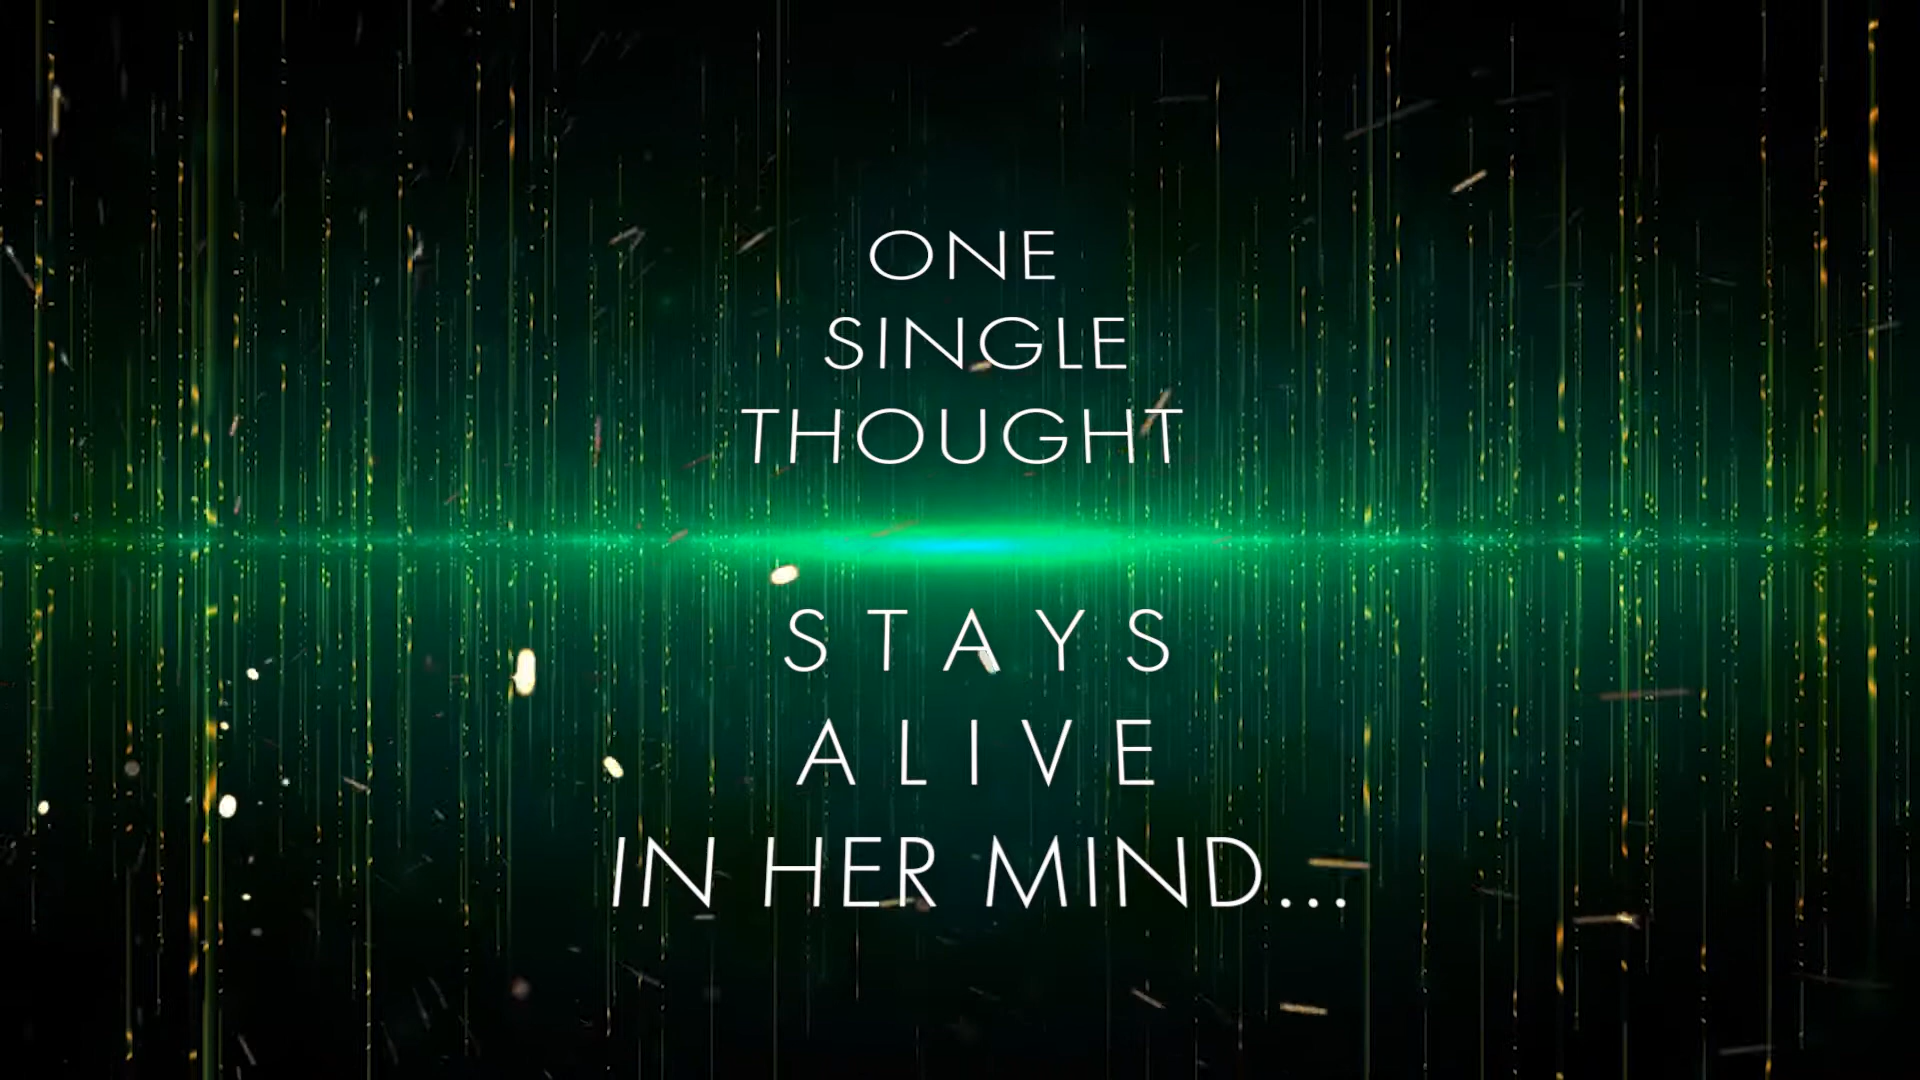 ONE
SINGLE
THOUGHT
STAYS
ALIVE
IN HER MIND...